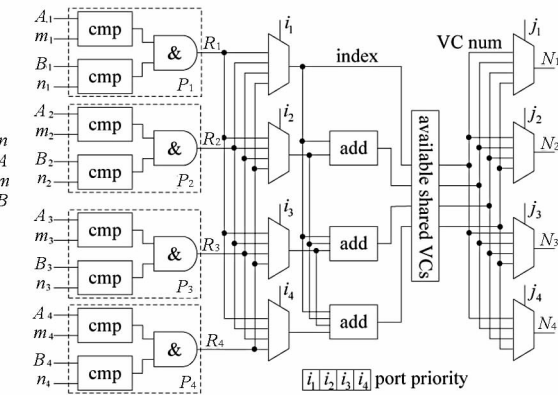 A1
m1
cmp
B1
n1
cmp
&
P1
R1
i1
index
VC num
j1
N1
A2
m2
cmp
B2
n2
cmp
&
P2
R2
i2
add
j2
N2
n
A
m
B
available shared VCs
A3
m3
cmp
B3
n3
cmp
&
P3
R3
i3
add
j3
N3
A4
m4
cmp
B4
n4
cmp
&
P4
R4
i4
add
j4
N4
i1 i2 i3 i4 port priority